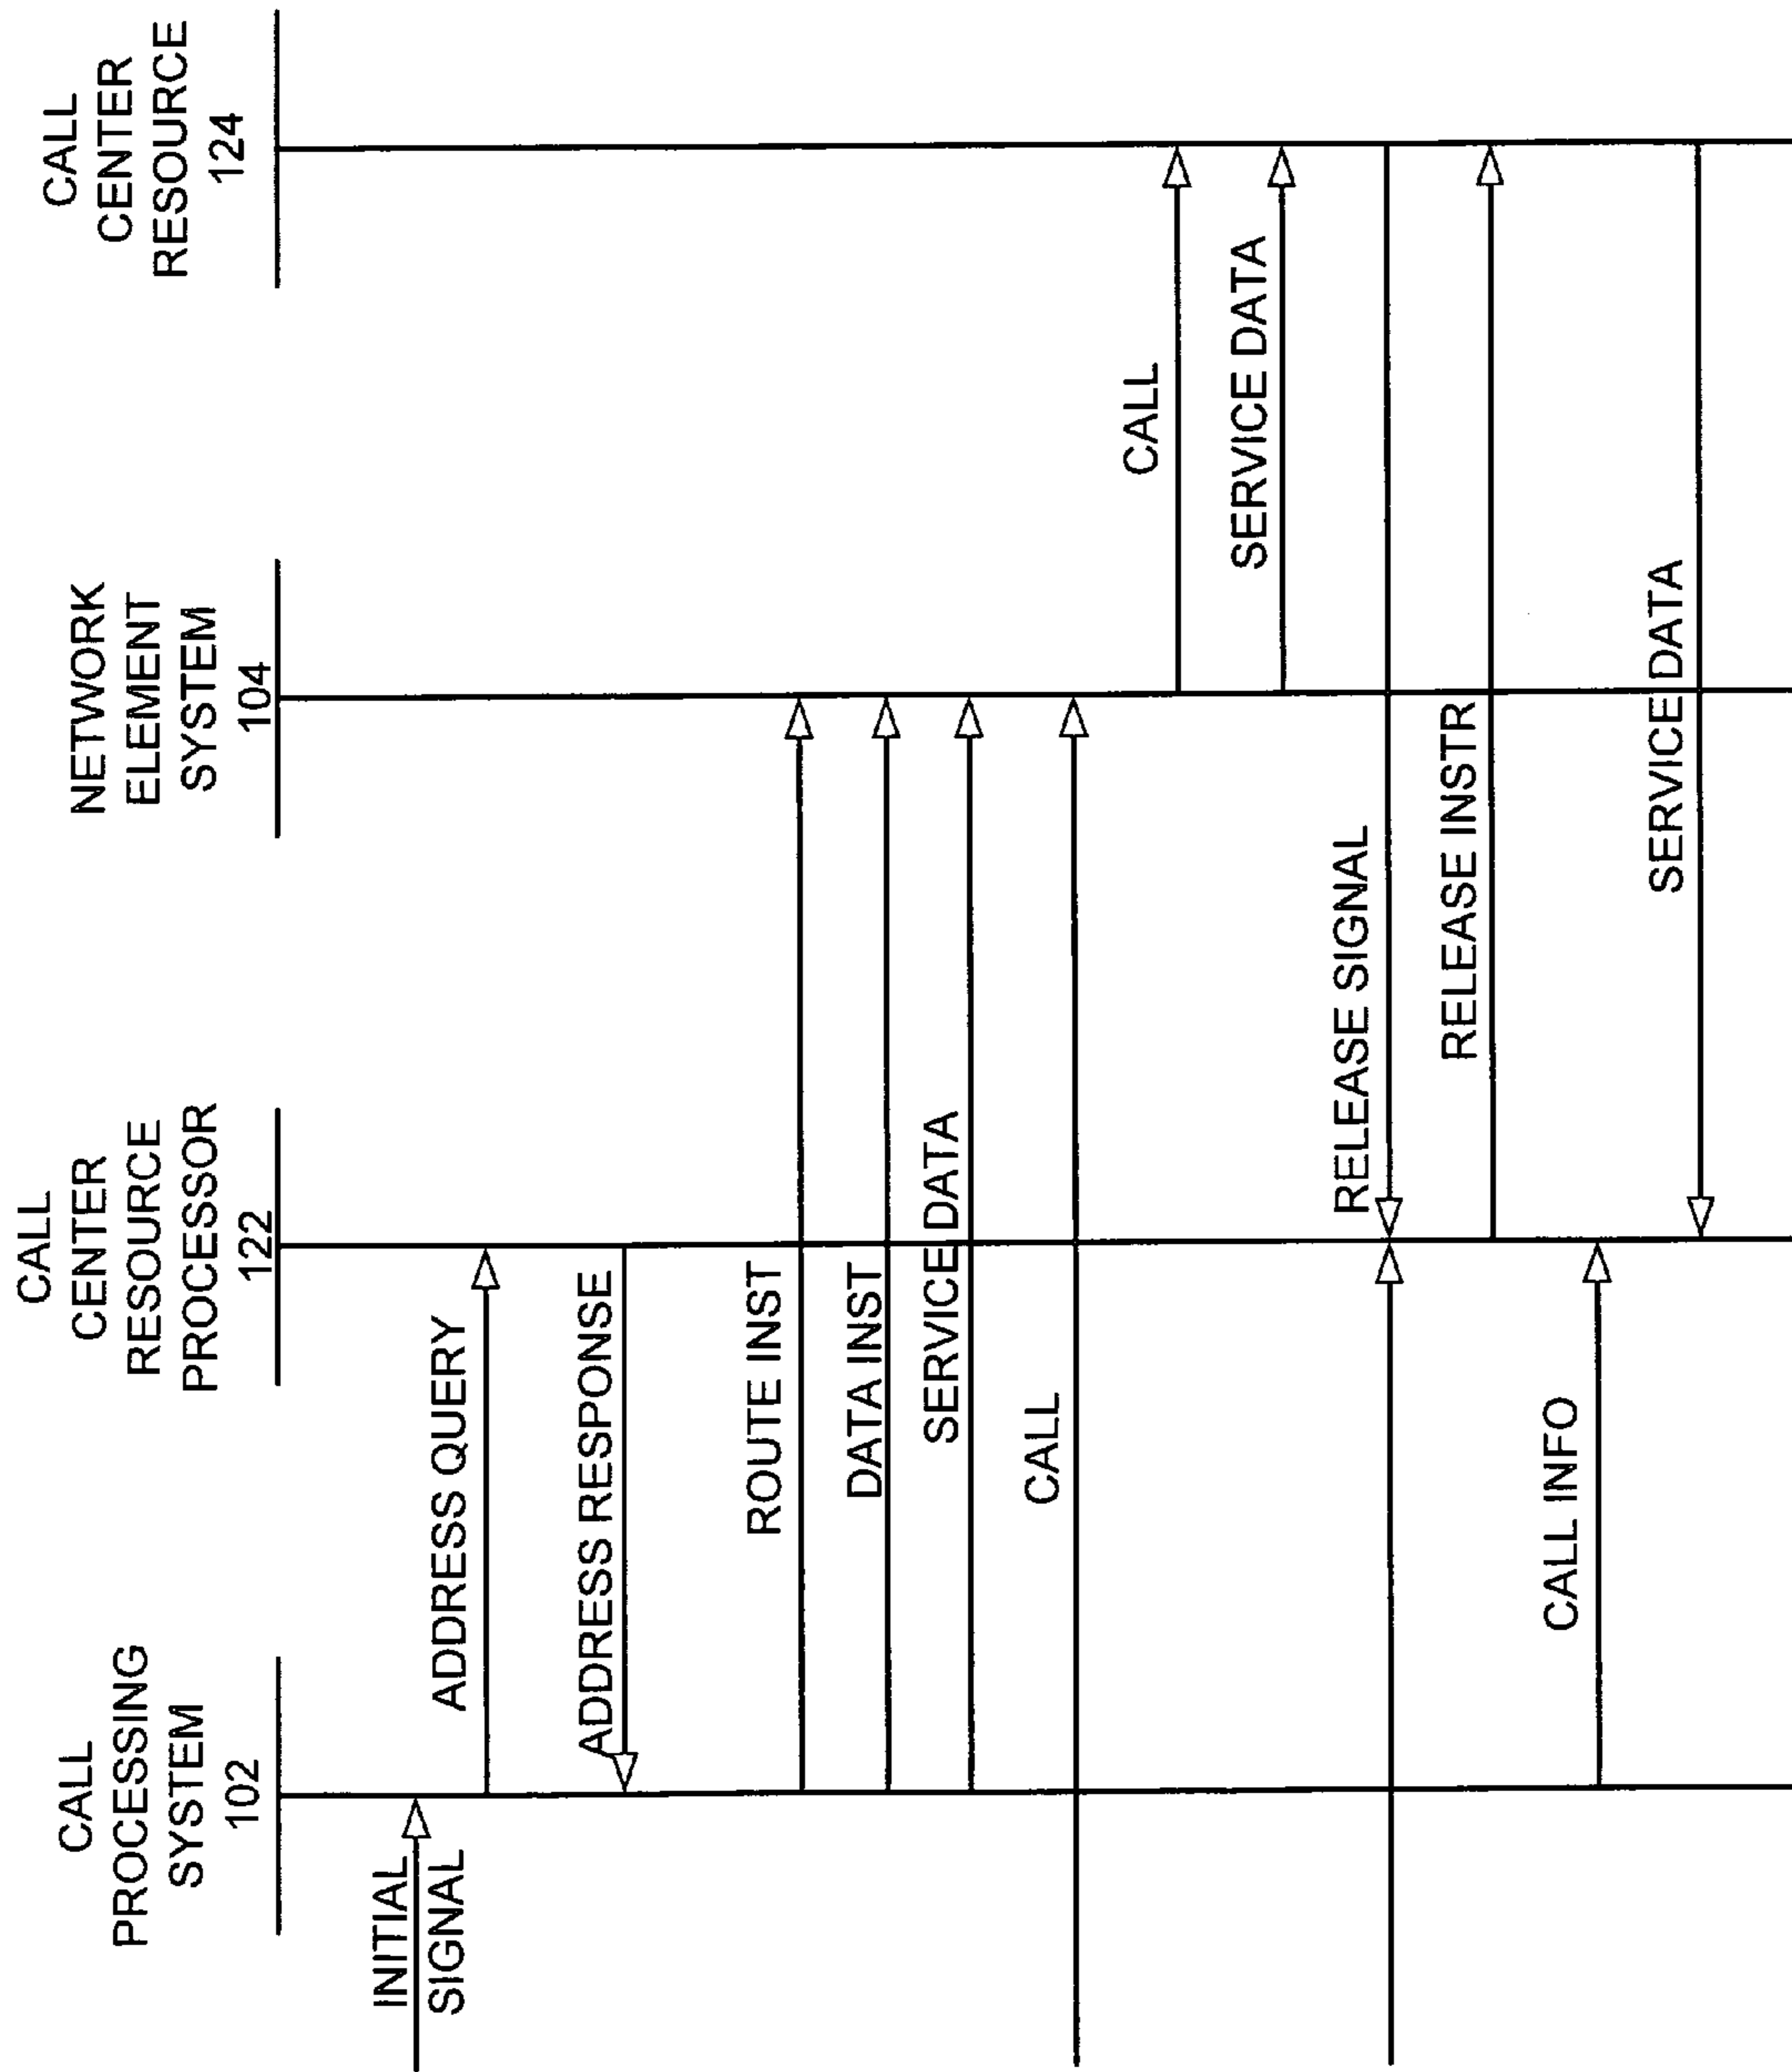 CALL
PROCESSING
SYSTEM
102
CALL
CENTER
RESOURCE
PROCESSOR
122
NETWORK
ELEMENT
SYSTEM
104
CALL
CENTER
RESOURCE
124
INITIAL
SIGNAL
ADDRESS QUERY
ADDRESS RESPONSE
ROUTE INST
DATA INST
SERVICE DATA
CALL
CALL
SERVICE DATA
RELEASE SIGNAL
RELEASE INSTR
CALL INFO
SERVICE DATA